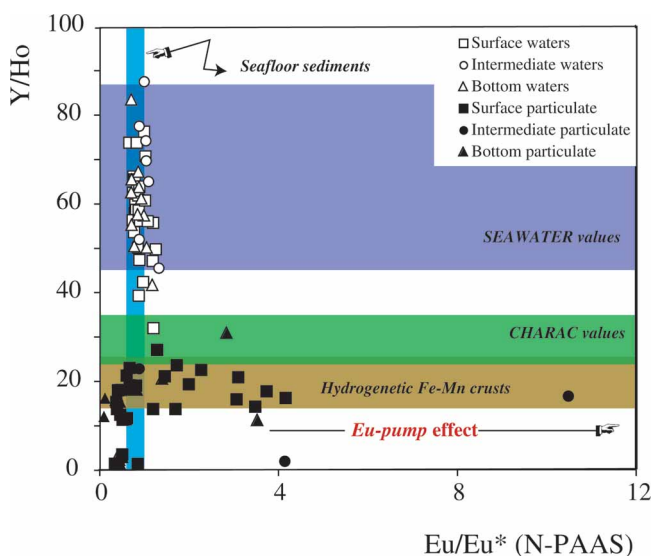 100
80
60
40
20
0
Y/Ho
Seafloor sediments
Surface waters
Intermediate waters
Bottom waters
Surface particulate
Intermediate particulate
Bottom particulate
SEAWATER values
CHARAC values
Hydrogenetic Fe-Mn crusts
Eu-pump effect
0
4
8
12
Eu/Eu* (N-PAAS)